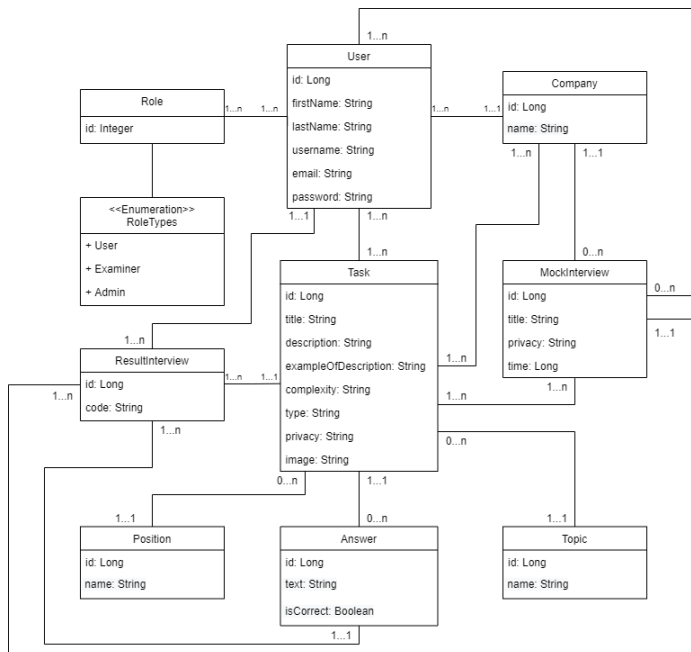 1...n
User
id: Long
firstName: String
lastName: String
username: String
email: String
password: String
Company
id: Long
name: String
Role
id: Integer
1...n
1...n
1...n
1...1
<<Enumeration>>
RoleTypes
+ User
+ Examiner
+ Admin
1...n
1...1
1...1
1...n
1...n
0...n
Task
id: Long
title: String
description: String
exampleOfDescription: String
complexity: String
type: String
privacy: String
image: String
MockInterview
id: Long
title: String
privacy: String
time: Long
0...n
1...1
1...n
ResultInterview
id: Long
code: String
1...n
1...n
1...1
1...n
1...n
1...n
1...n
0...n
0...n
1...1
1...1
0...n
1...1
Position
id: Long
name: String
Answer
id: Long
text: String
isCorrect: Boolean
Topic
id: Long
name: String
1...1